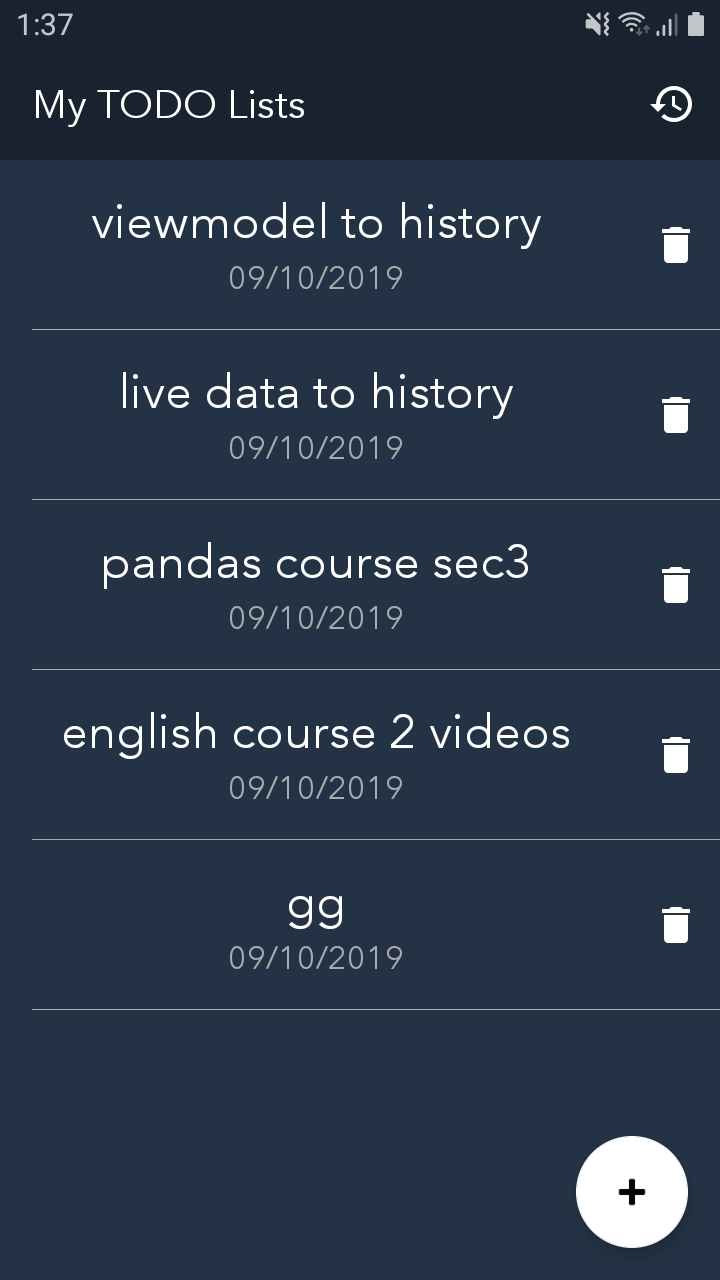 1:37
My TODO Lists
viewmodel to history
09/10/2019
live data to history
09/10/2019
pandas course sec3
09/10/2019
english course 2 videos
09/10/2019
gg
09/10/2019
+